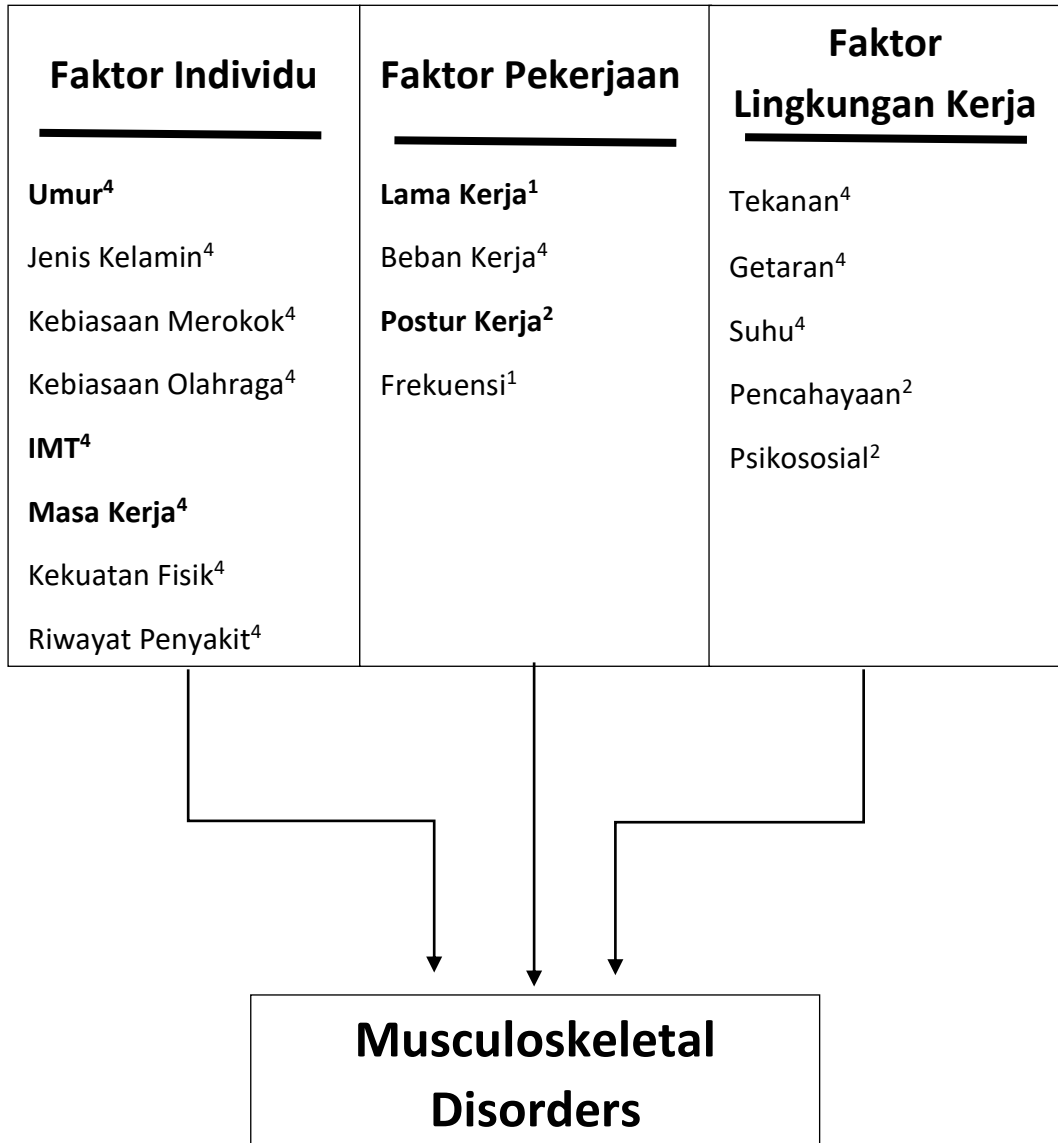 Faktor Individu
Umur⁴
Jenis Kelamin⁴
Kebiasaan Merokok⁴
Kebiasaan Olahraga⁴
IMT⁴
Masa Kerja⁴
Kekuatan Fisik⁴
Riwayat Penyakit⁴
Faktor Pekerjaan
Lama Kerja¹
Beban Kerja⁴
Postur Kerja²
Frekuensi¹
Faktor
Lingkungan Kerja
Tekanan⁴
Getaran⁴
Suhu⁴
Pencahayaan²
Psikososial²
Musculoskeletal
Disorders